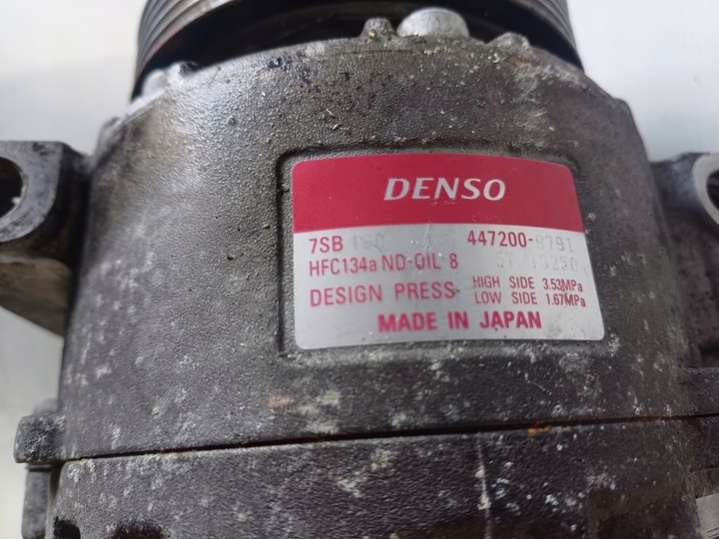 DENSO
7SB 447200-9791
HFC134a ND-OIL 8
DESIGN PRESS. HIGH SIDE 3.53MPa
LOW SIDE 1.67MPa
MADE IN JAPAN